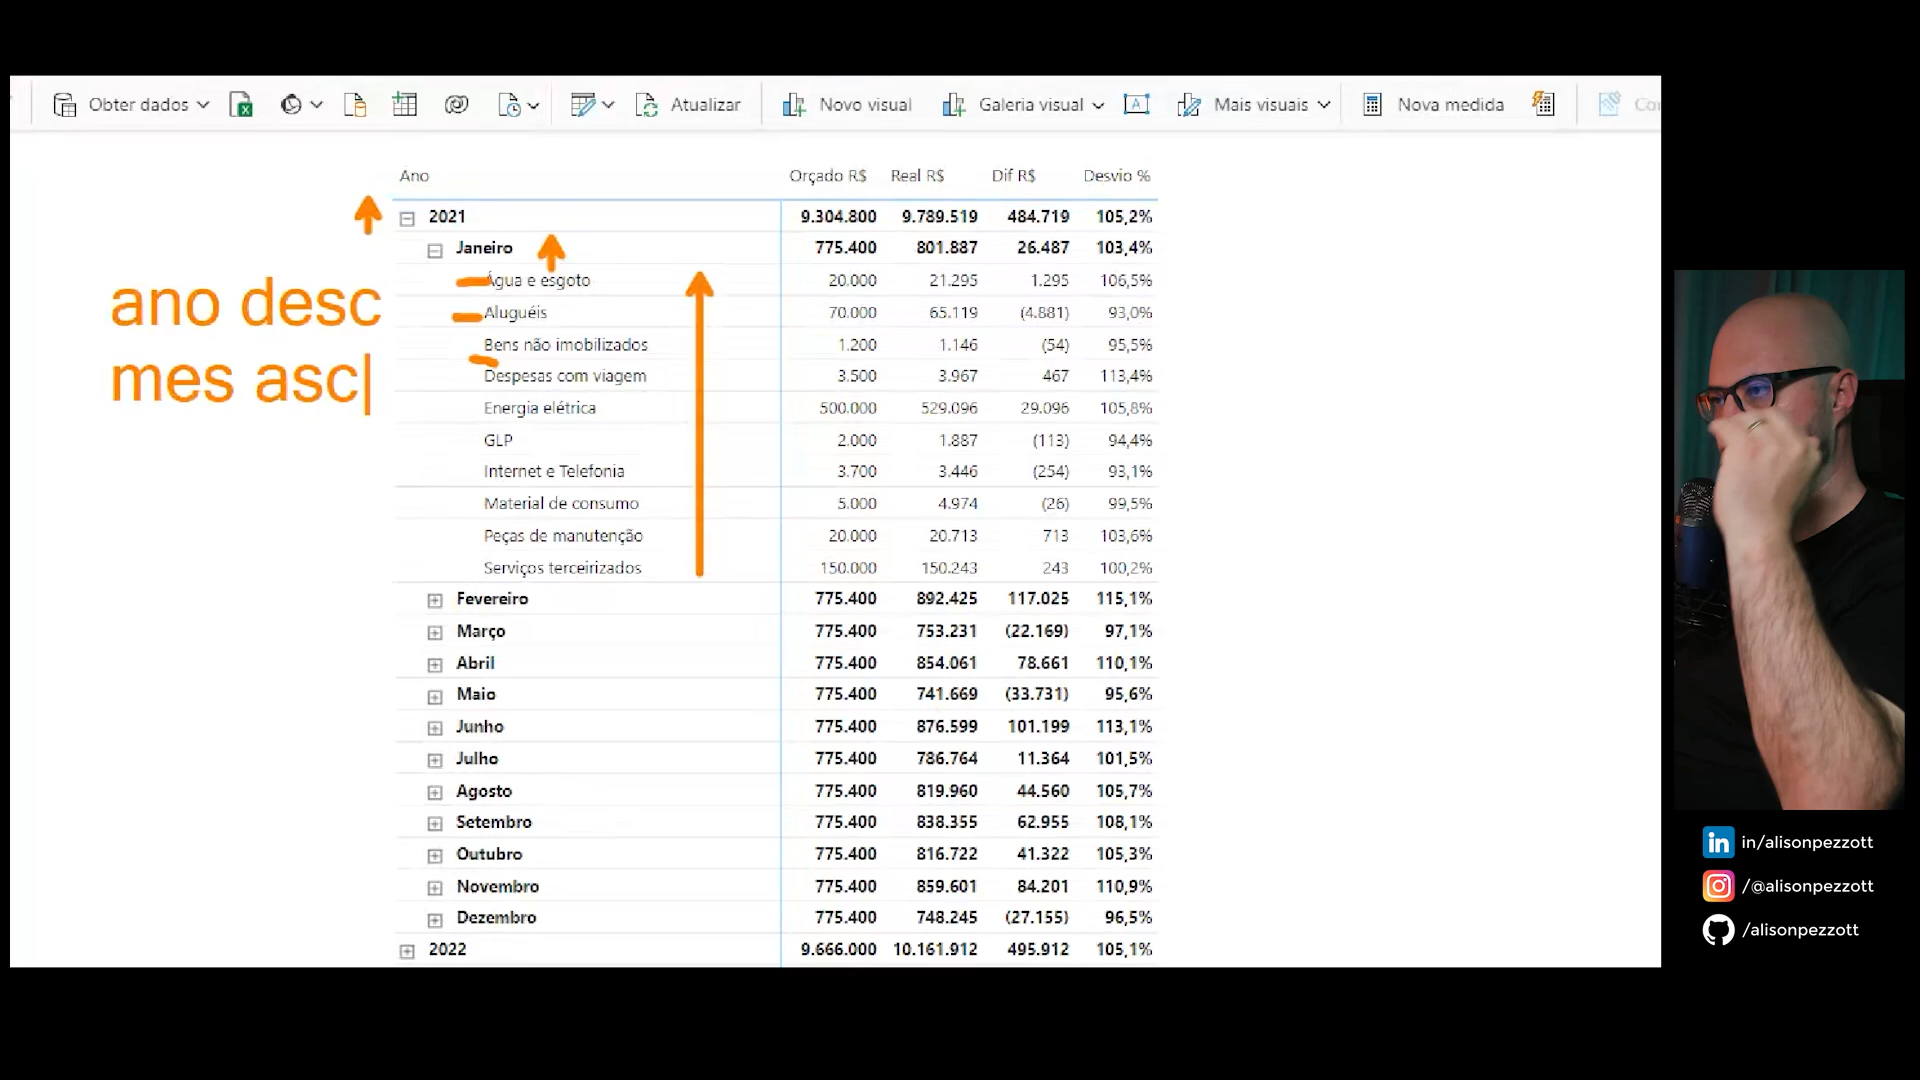 Obter dados
Atualizar
Novo visual
Galeria visual
Mais visuais
Nova medida
Ano Orçado R$ Real R$ Dif R$ Desvio %
2021 9.304.800 9.789.519 484.719 105,2%
Janeiro 775.400 801.887 26.487 103,4%
Água e esgoto 20.000 21.295 1.295 106,5%
Aluguéis 70.000 65.119 (4.881) 93,0%
Bens não imobilizados 1.200 1.146 (54) 95,5%
Despesas com viagem 3.500 3.967 467 113,4%
Energia elétrica 500.000 529.096 29.096 105,8%
GLP 2.000 1.887 (113) 94,4%
Internet e Telefonia 3.700 3.446 (254) 93,1%
Material de consumo 5.000 4.974 (26) 99,5%
Peças de manutenção 20.000 20.713 713 103,6%
Serviços terceirizados 150.000 150.243 243 100,2%
Fevereiro 775.400 892.425 117.025 115,1%
Março 775.400 753.231 (22.169) 97,1%
Abril 775.400 854.061 78.661 110,1%
Maio 775.400 741.669 (33.731) 95,6%
Junho 775.400 876.599 101.199 113,1%
Julho 775.400 786.764 11.364 101,5%
Agosto 775.400 819.960 44.560 105,7%
Setembro 775.400 838.355 62.955 108,1%
Outubro 775.400 816.722 41.322 105,3%
Novembro 775.400 859.601 84.201 110,9%
Dezembro 775.400 748.245 (27.155) 96,5%
2022 9.666.000 10.161.912 495.912 105,1%
ano desc
mes asc
in/alisonpezzott
/@alisonpezzott
/alisonpezzott